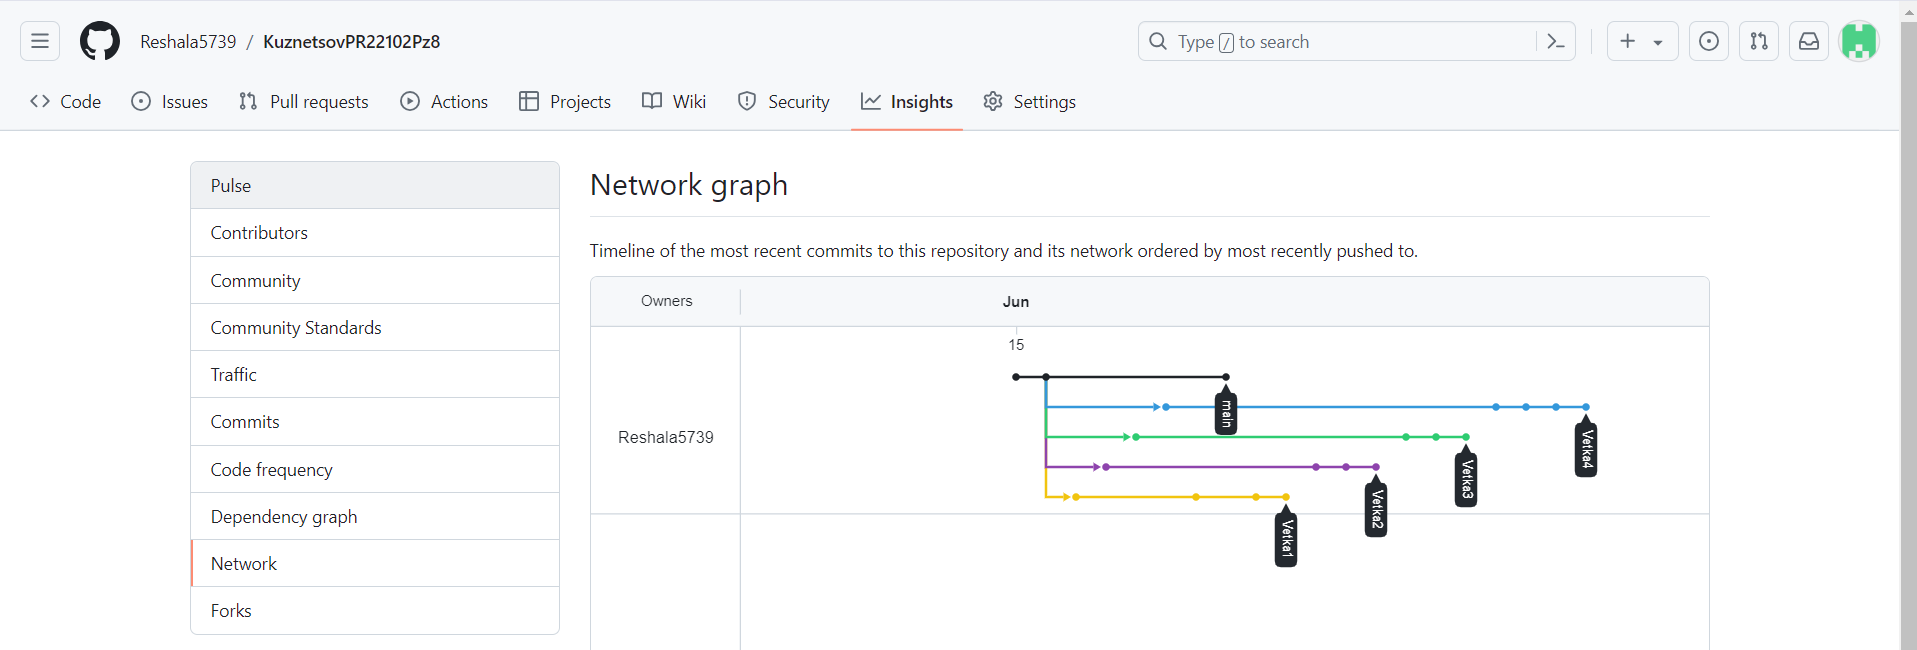 Reshala5739 / KuznetsovPR22102Pz8
Type / to search
Code Issues Pull requests Actions Projects Wiki Security Insights Settings
Pulse
Contributors
Community
Community Standards
Traffic
Commits
Code frequency
Dependency graph
Network
Forks
Network graph
Timeline of the most recent commits to this repository and its network ordered by most recently pushed to.
Owners
Jun
15
Reshala5739
main
Vetka4
Vetka3
Vetka2
Vetka1